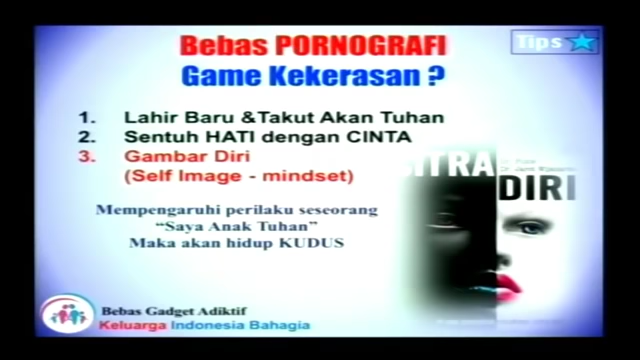 Bebas PORNOGRAFI
Game Kekerasan ?
Tips
1. Lahir Baru &Takut Akan Tuhan
2. Sentuh HATI dengan CINTA
3. Gambar Diri
(Self Image - mindset)
Mempengaruhi perilaku seseorang
“Saya Anak Tuhan”
Maka akan hidup KUDUS
CITRA
DIRI
Bebas Gadget Adiktif
Keluarga Indonesia Bahagia